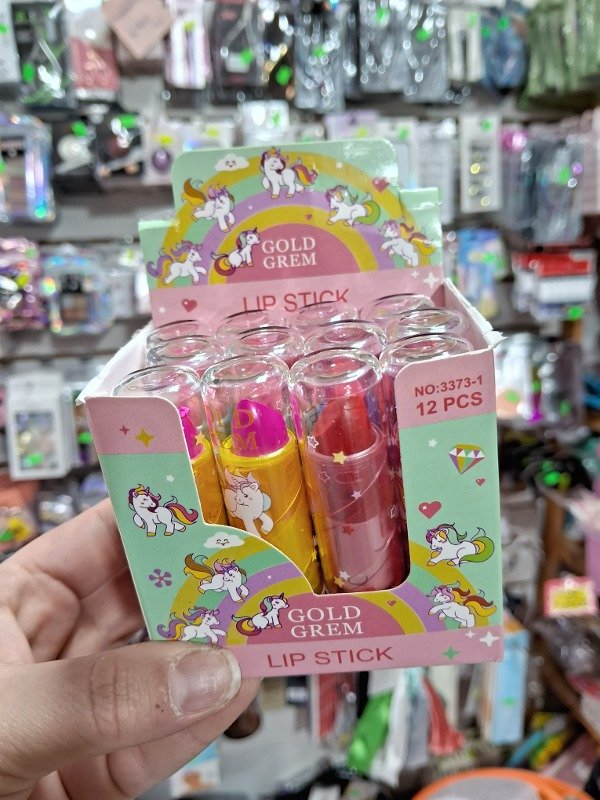 GOLD
GREM
LIP STICK
NO:3373-1
12 PCS
D
M
GOLD
GREM
LIP STICK